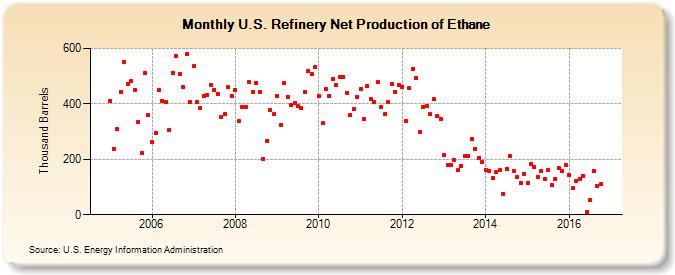 Monthly U.S. Refinery Net Production of Ethane
Thousand Barrels
600
400
200
0
2006 2008 2010 2012 2014 2016
Source: U.S. Energy Information Administration